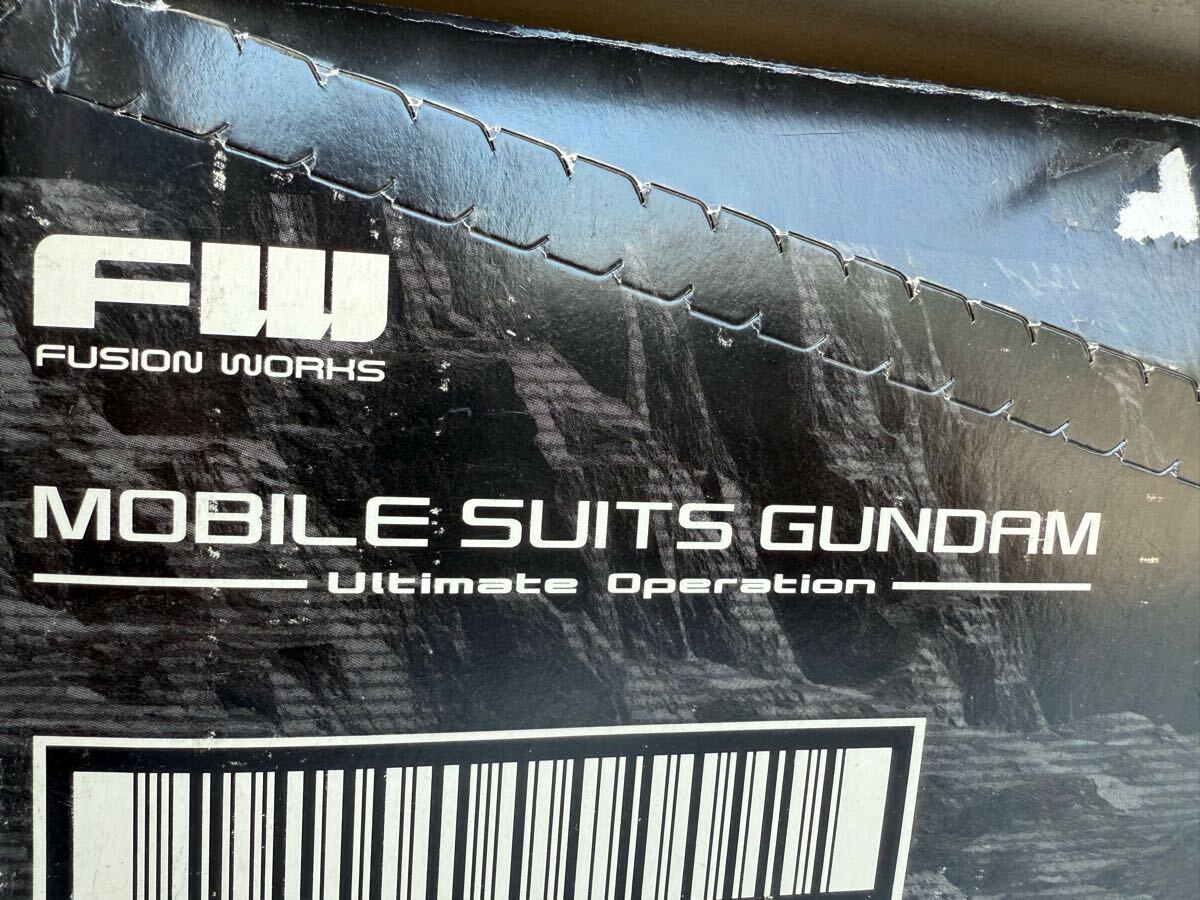 FW
FUSION WORKS
MOBILE SUITS GUNDAM
Ultimate Operation